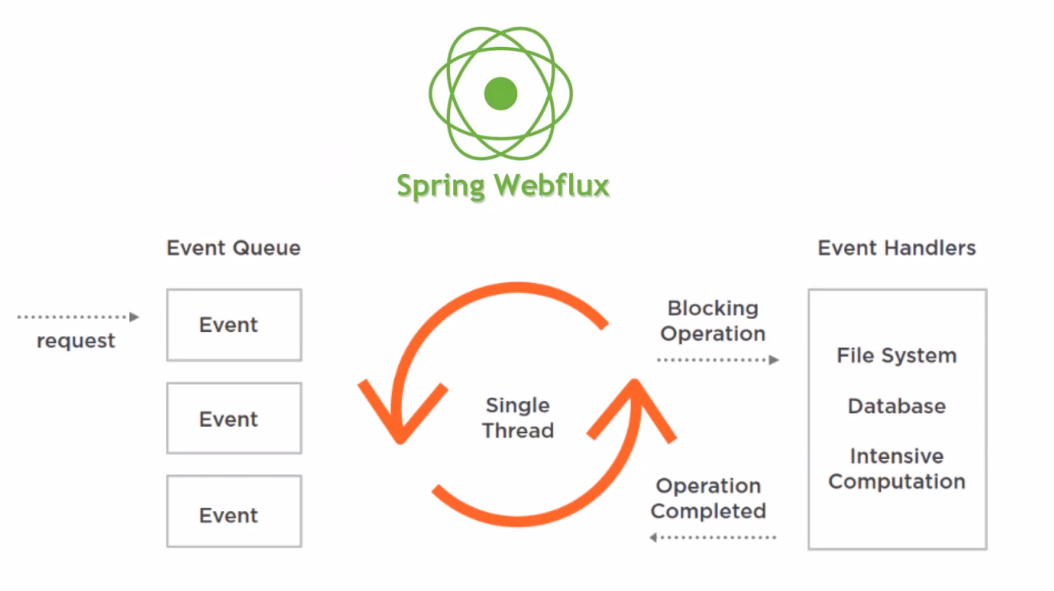 Spring Webflux
Event Queue
Event Handlers
request
Event
Event
Event
Single
Thread
Blocking
Operation
Operation
Completed
File System
Database
Intensive
Computation